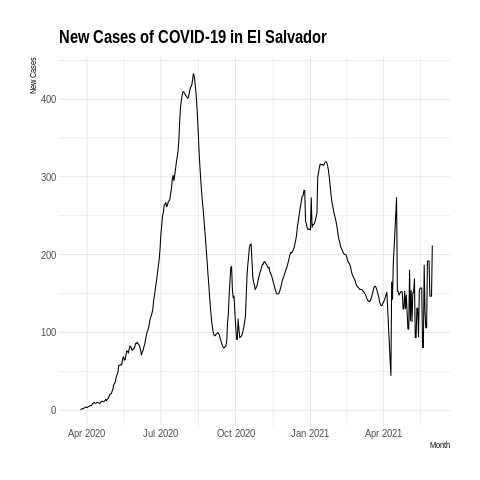 New Cases of COVID-19 in El Salvador
New Cases
400
300
200
100
0
Apr 2020 Jul 2020 Oct 2020 Jan 2021 Apr 2021
Month